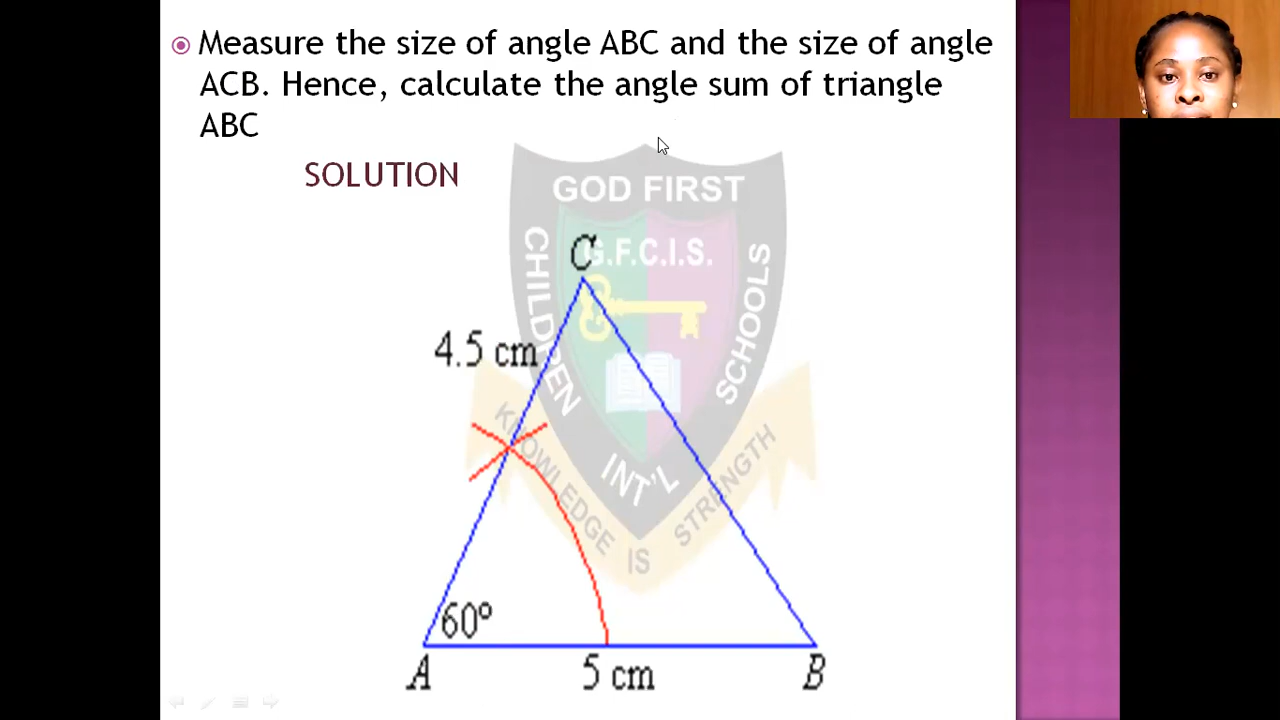 Measure the size of angle ABC and the size of angle
ACB. Hence, calculate the angle sum of triangle
ABC
SOLUTION
GOD FIRST
G.F.C.I.S.
CHILDREN
INT'L
SCHOOLS
KNOWLEDGE IS STRENGTH
C
4.5 cm
60º
A
5 cm
B